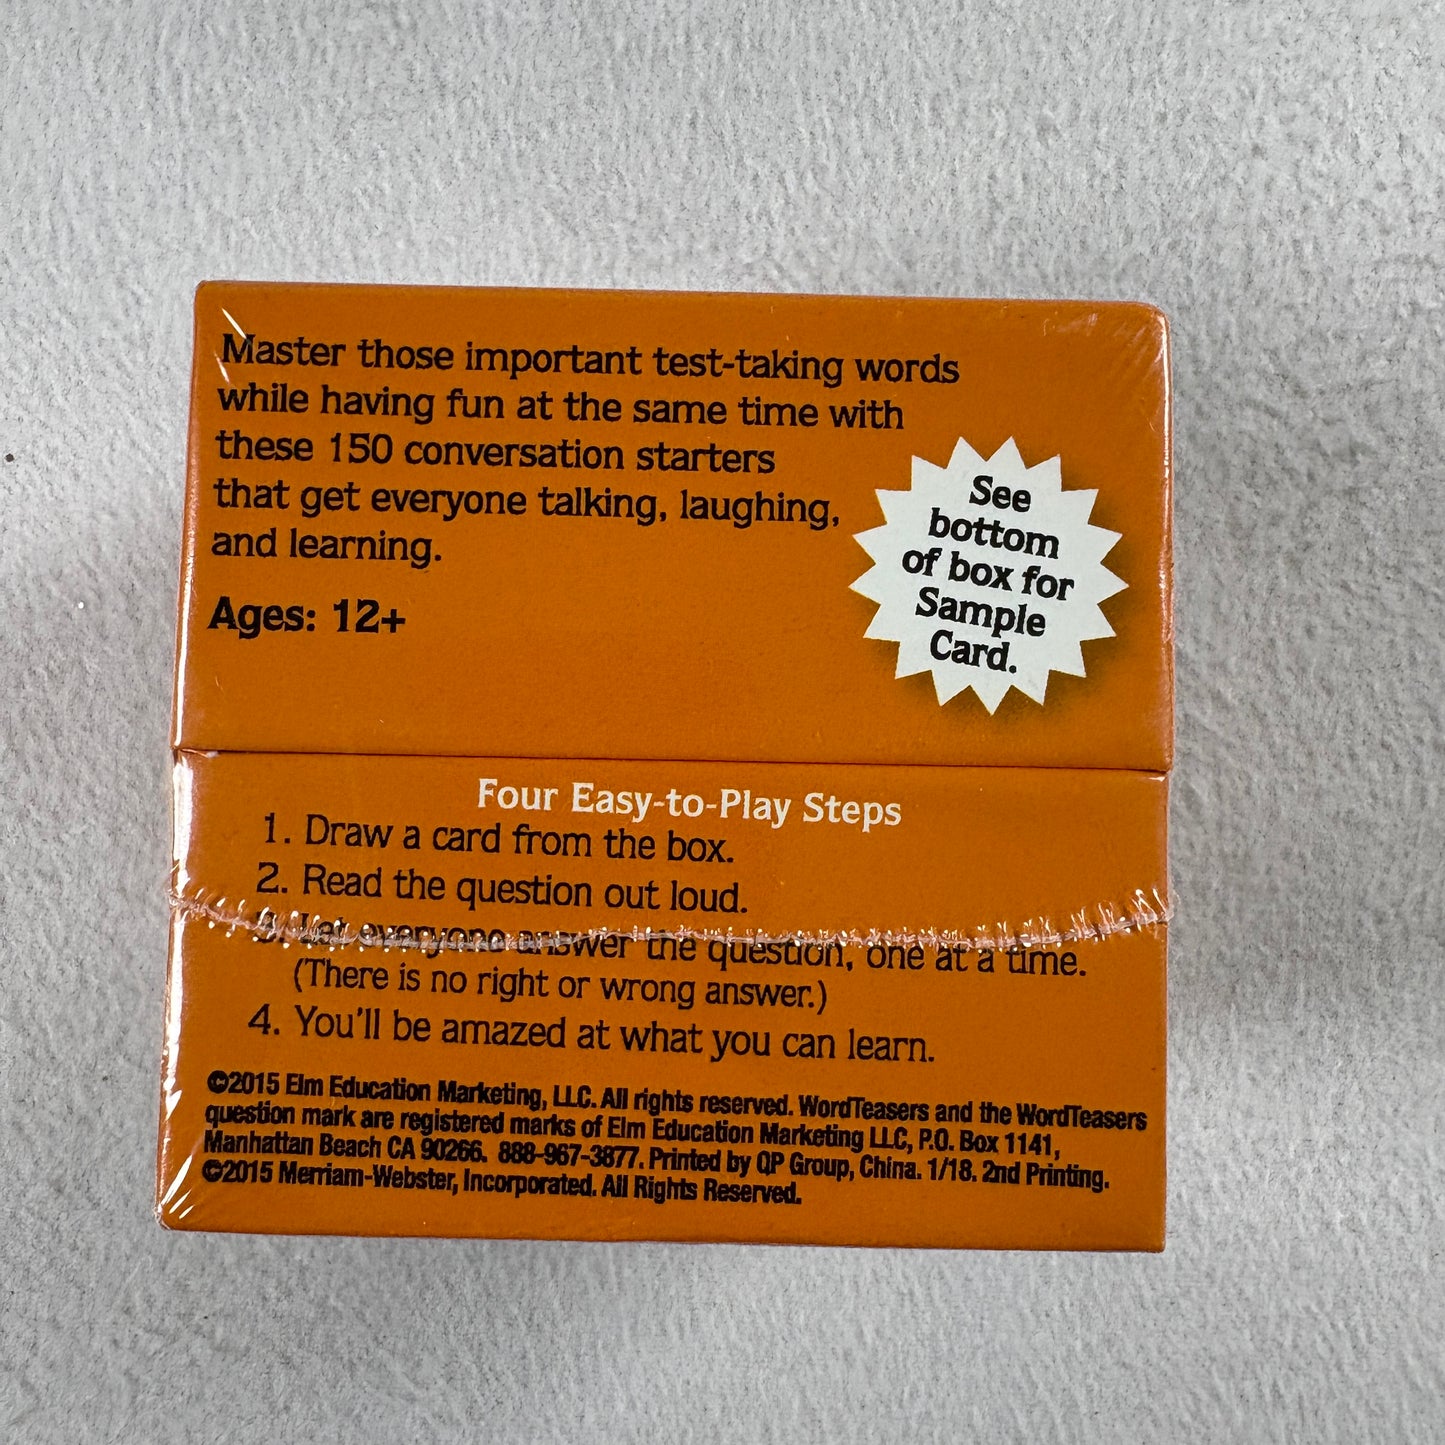 Master those important test-taking words
while having fun at the same time with
these 150 conversation starters
that get everyone talking, laughing,
and learning.
Ages: 12+
See
bottom
of box for
Sample
Card.
Four Easy-to-Play Steps
1. Draw a card from the box.
2. Read the question out loud.
3. Let everyone answer the question, one at a time.
(There is no right or wrong answer.)
4. You'll be amazed at what you can learn.
©2015 Elm Education Marketing, LLC. All rights reserved. WordTeasers and the WordTeasers
question mark are registered marks of Elm Education Marketing LLC, P.O. Box 1141,
Manhattan Beach CA 90266. 888-967-3877. Printed by QP Group, China. 1/18. 2nd Printing.
©2015 Merriam-Webster, Incorporated. All Rights Reserved.